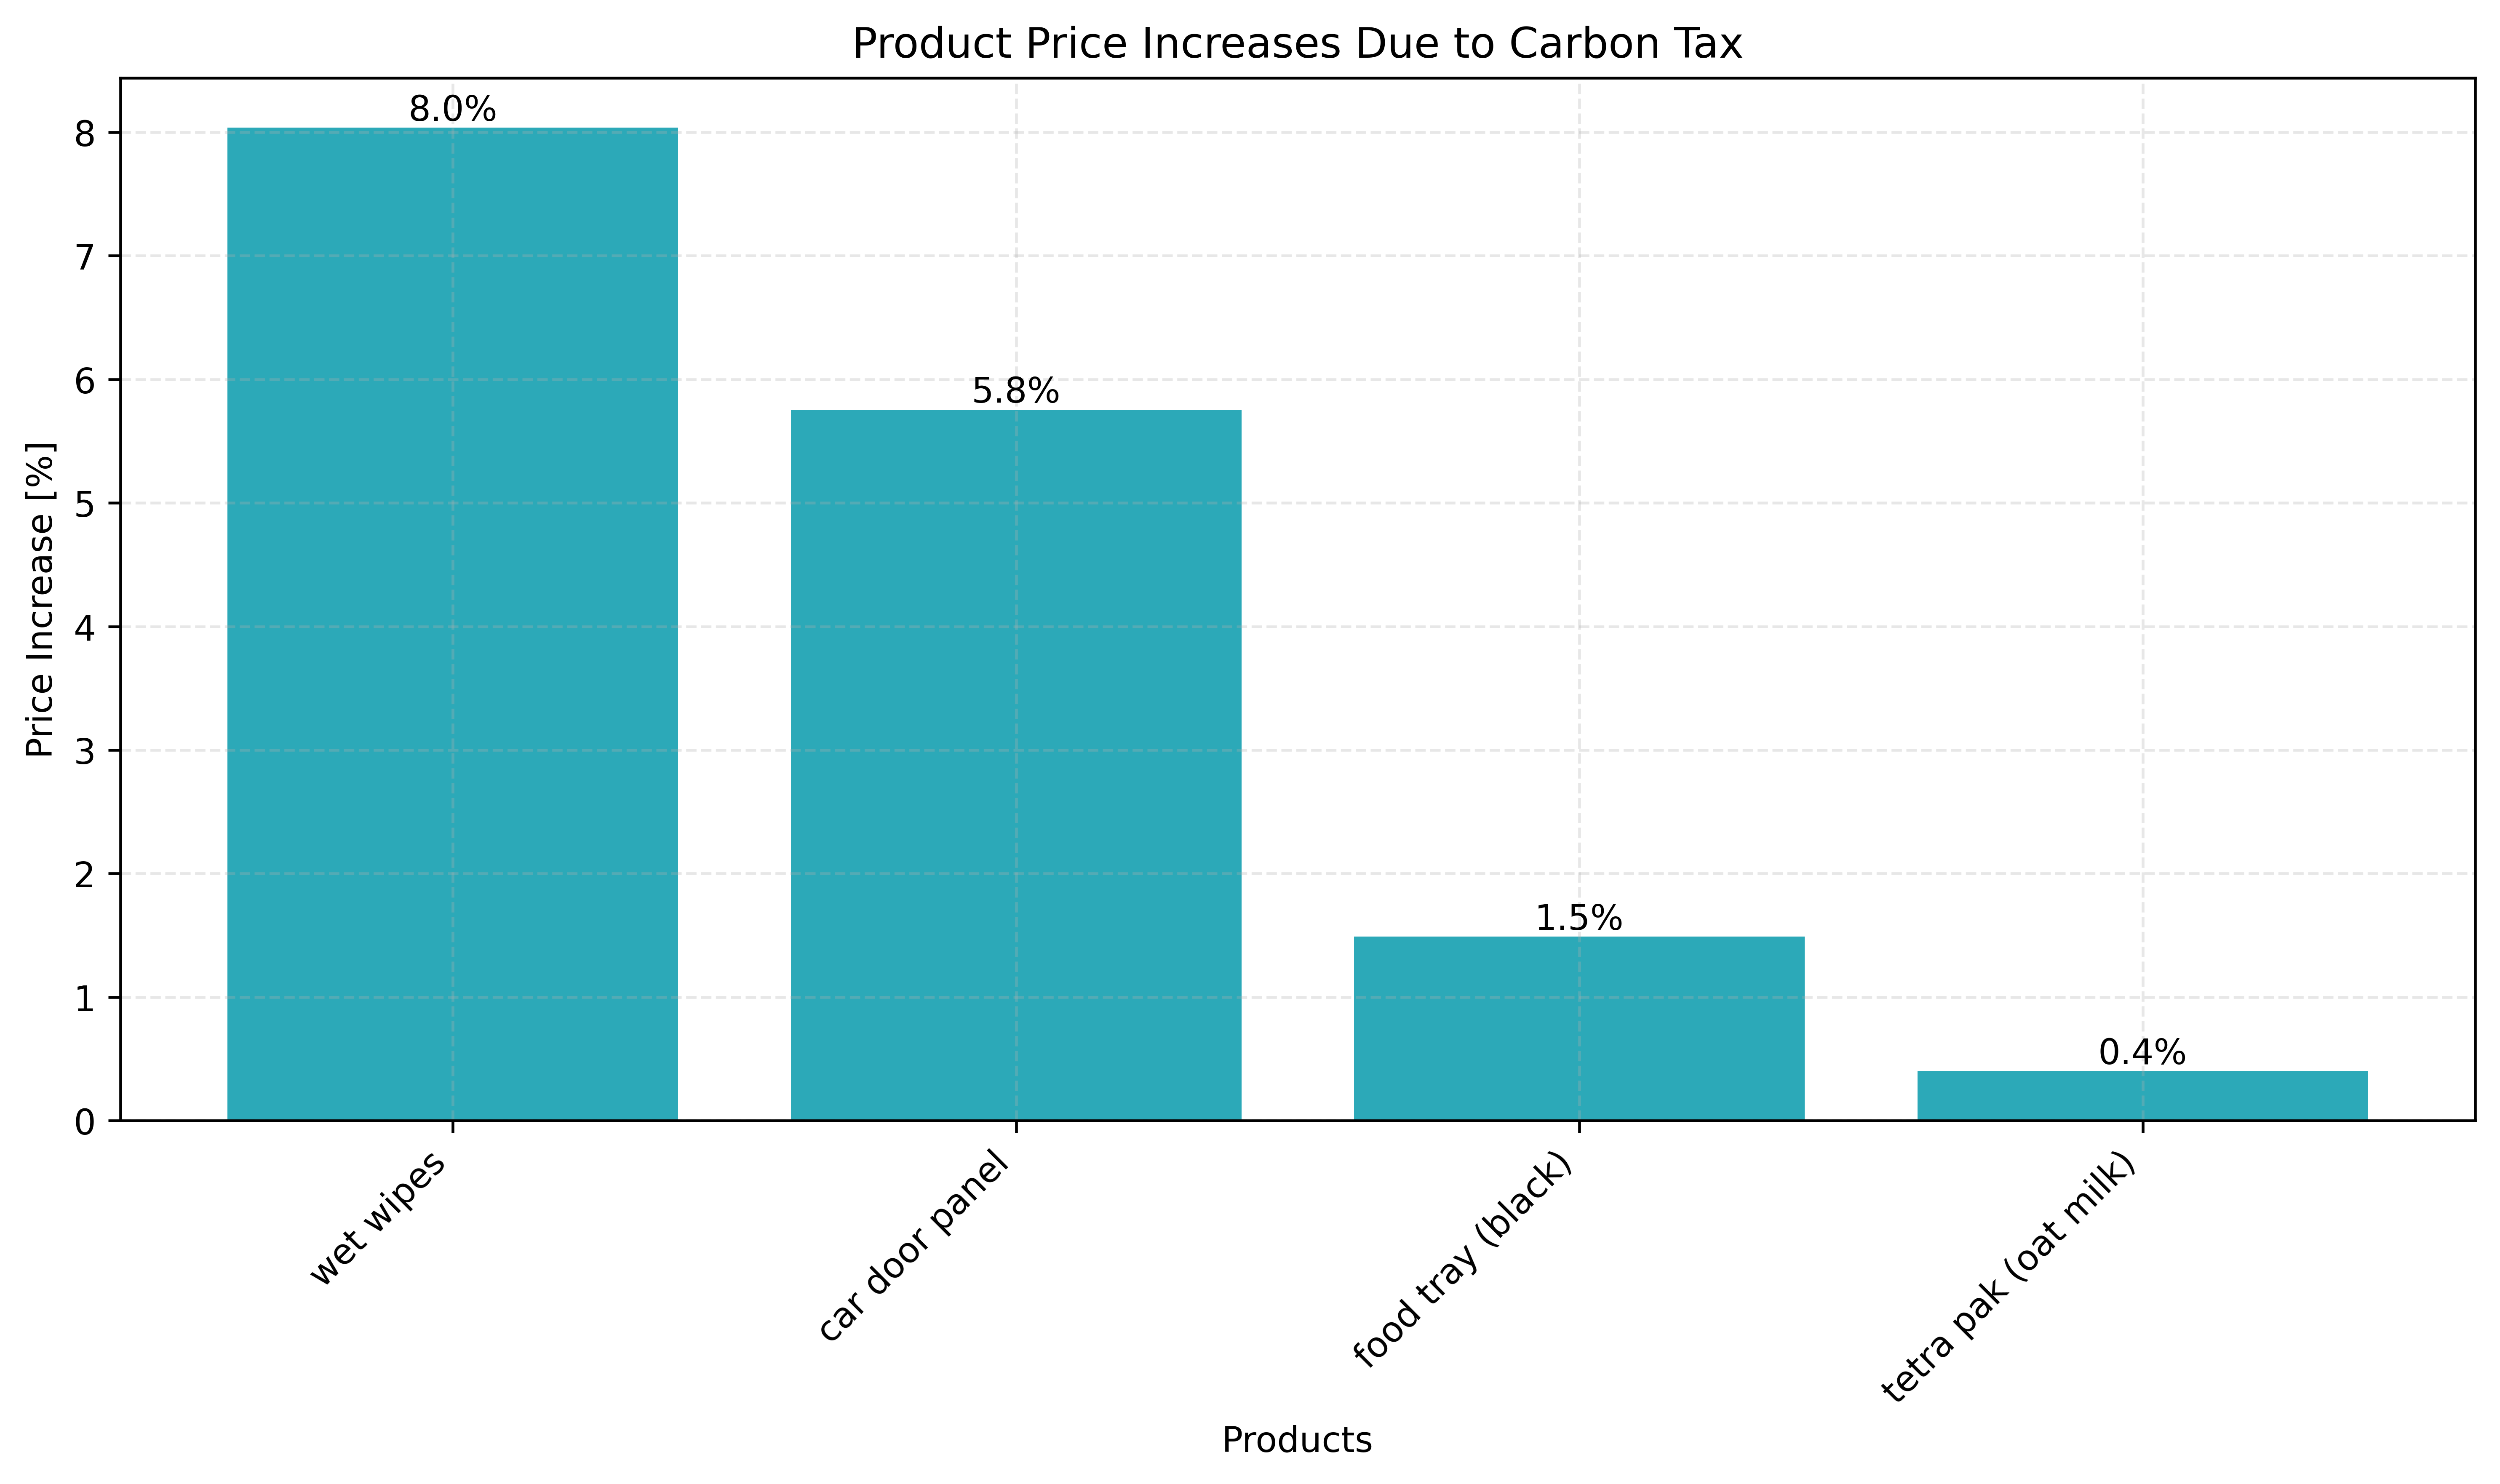 Product Price Increases Due to Carbon Tax
Price Increase [%]
8
7
6
5
4
3
2
1
0
8.0%
5.8%
1.5%
0.4%
wet wipes
car door panel
food tray (black)
tetra pak (oat milk)
Products